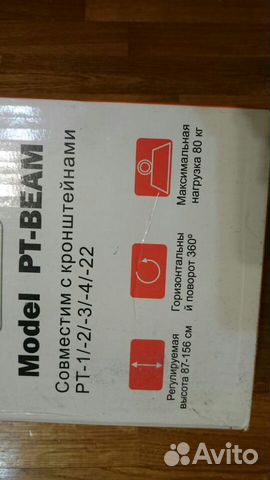 Model PT-BEAM
Совместим с кронштейнами
PT-1/-2/-3/-4/-22
Регулируемая
высота 87-156 см
Горизонтальны
й поворот 360º
Максимальная
нагрузка 80 кг
Avito